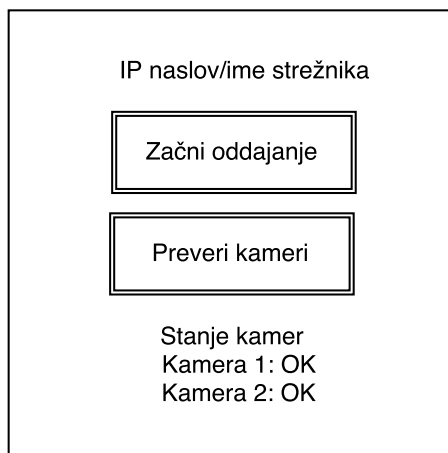 IP naslov/ime strežnika
Začni oddajanje
Preveri kameri
Stanje kamer
Kamera 1: OK
Kamera 2: OK